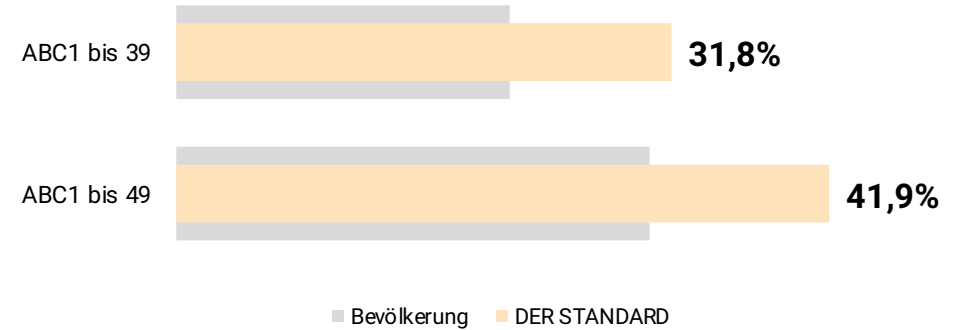 ABC1 bis 39
31,8%
ABC1 bis 49
41,9%
Bevölkerung
DER STANDARD